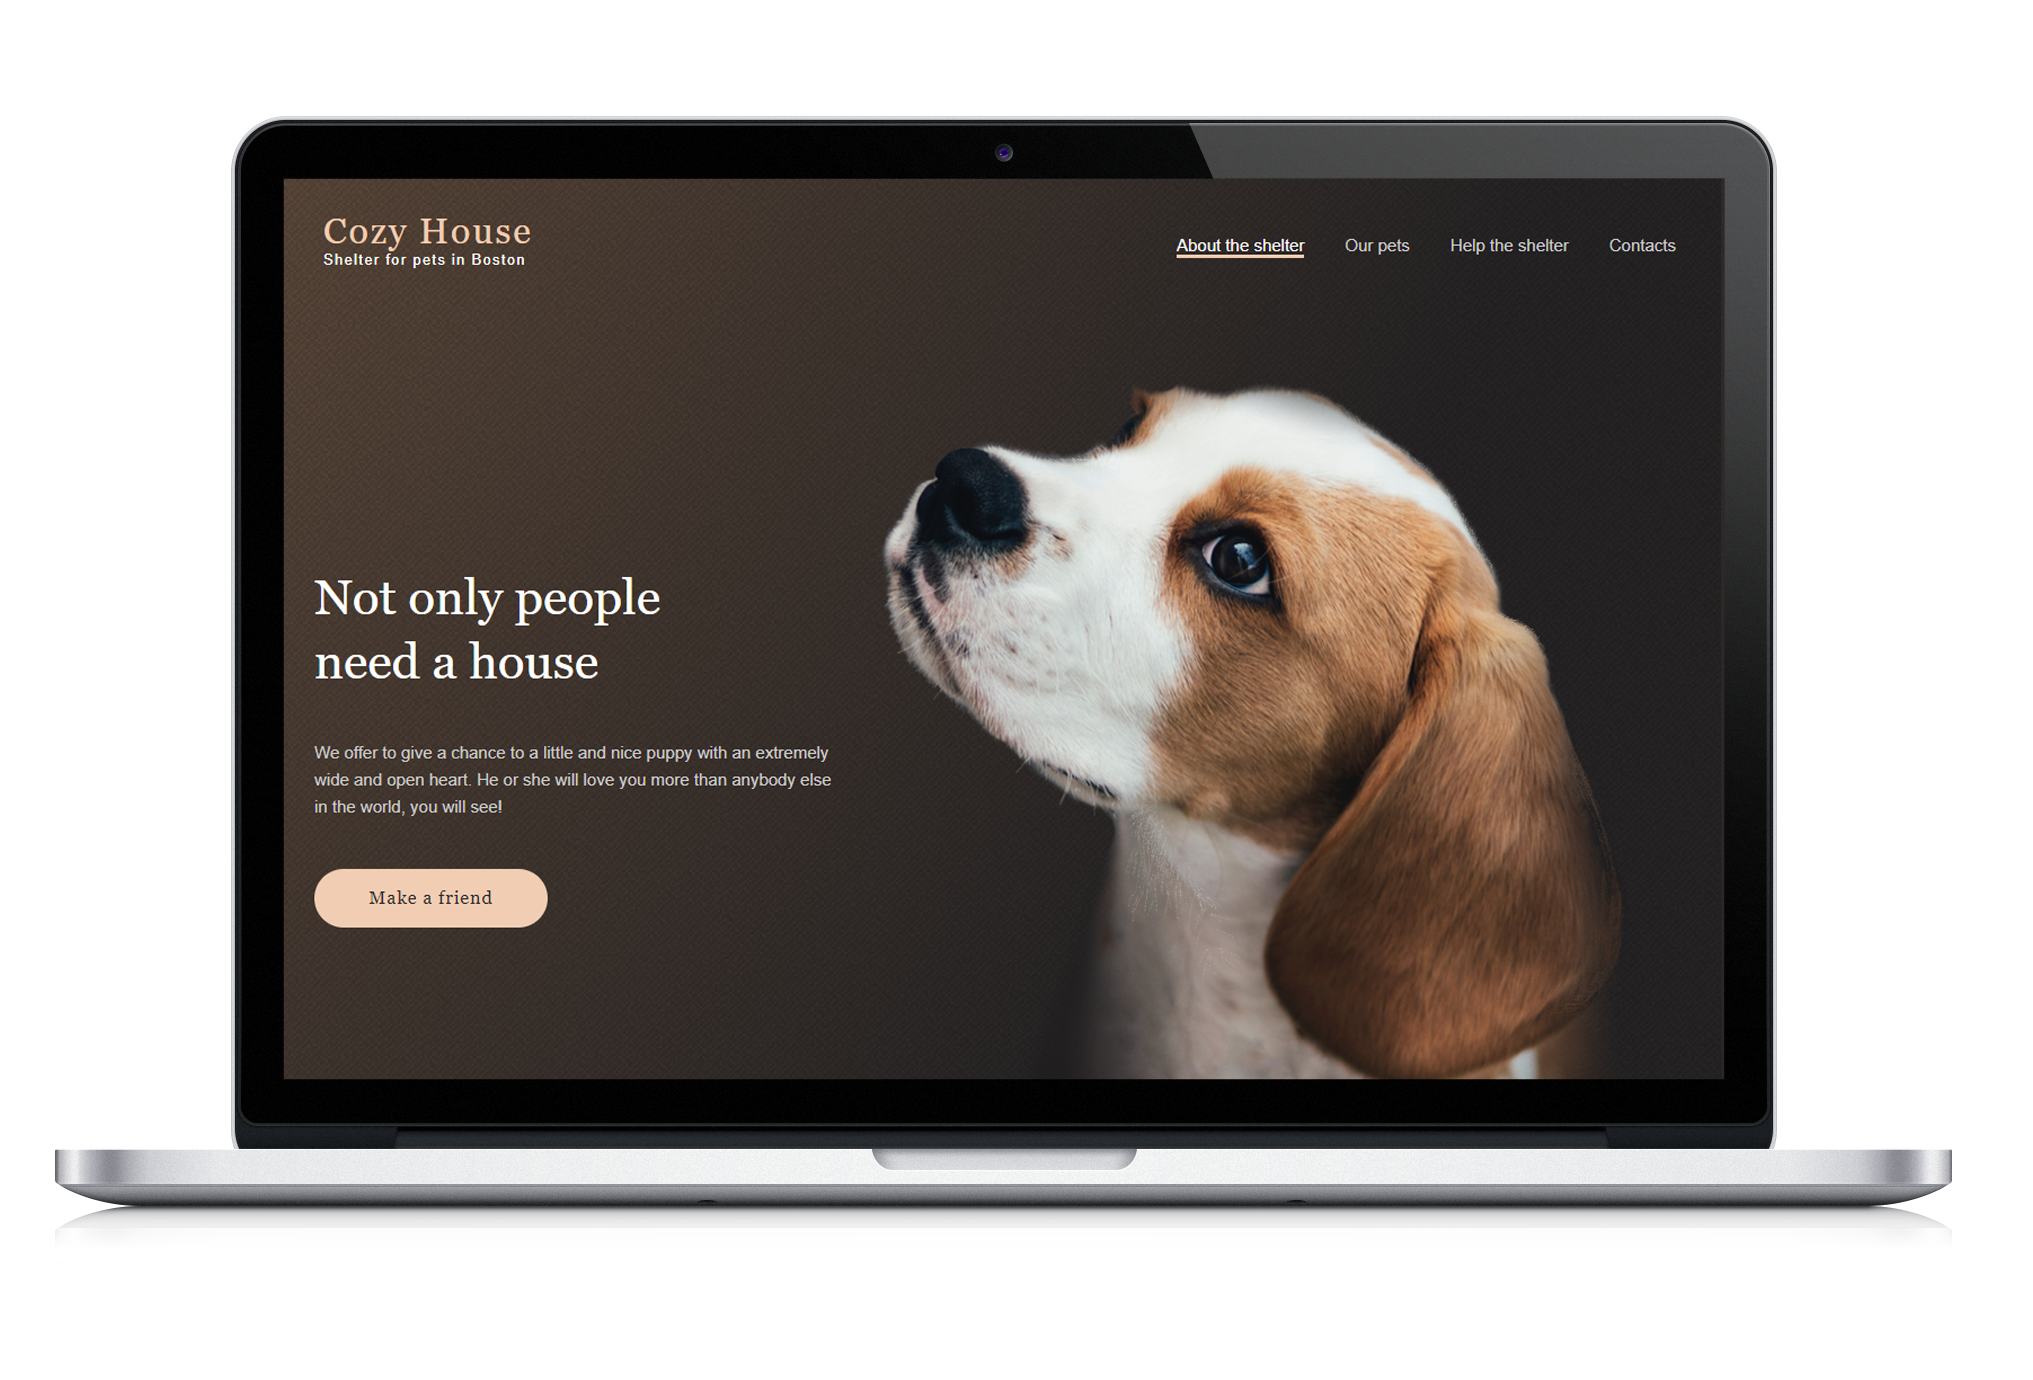 Cozy House
Shelter for pets in Boston
About the shelter
Our pets
Help the shelter
Contacts
Not only people
need a house
We offer to give a chance to a little and nice puppy with an extremely
wide and open heart. He or she will love you more than anybody else
in the world, you will see!
Make a friend